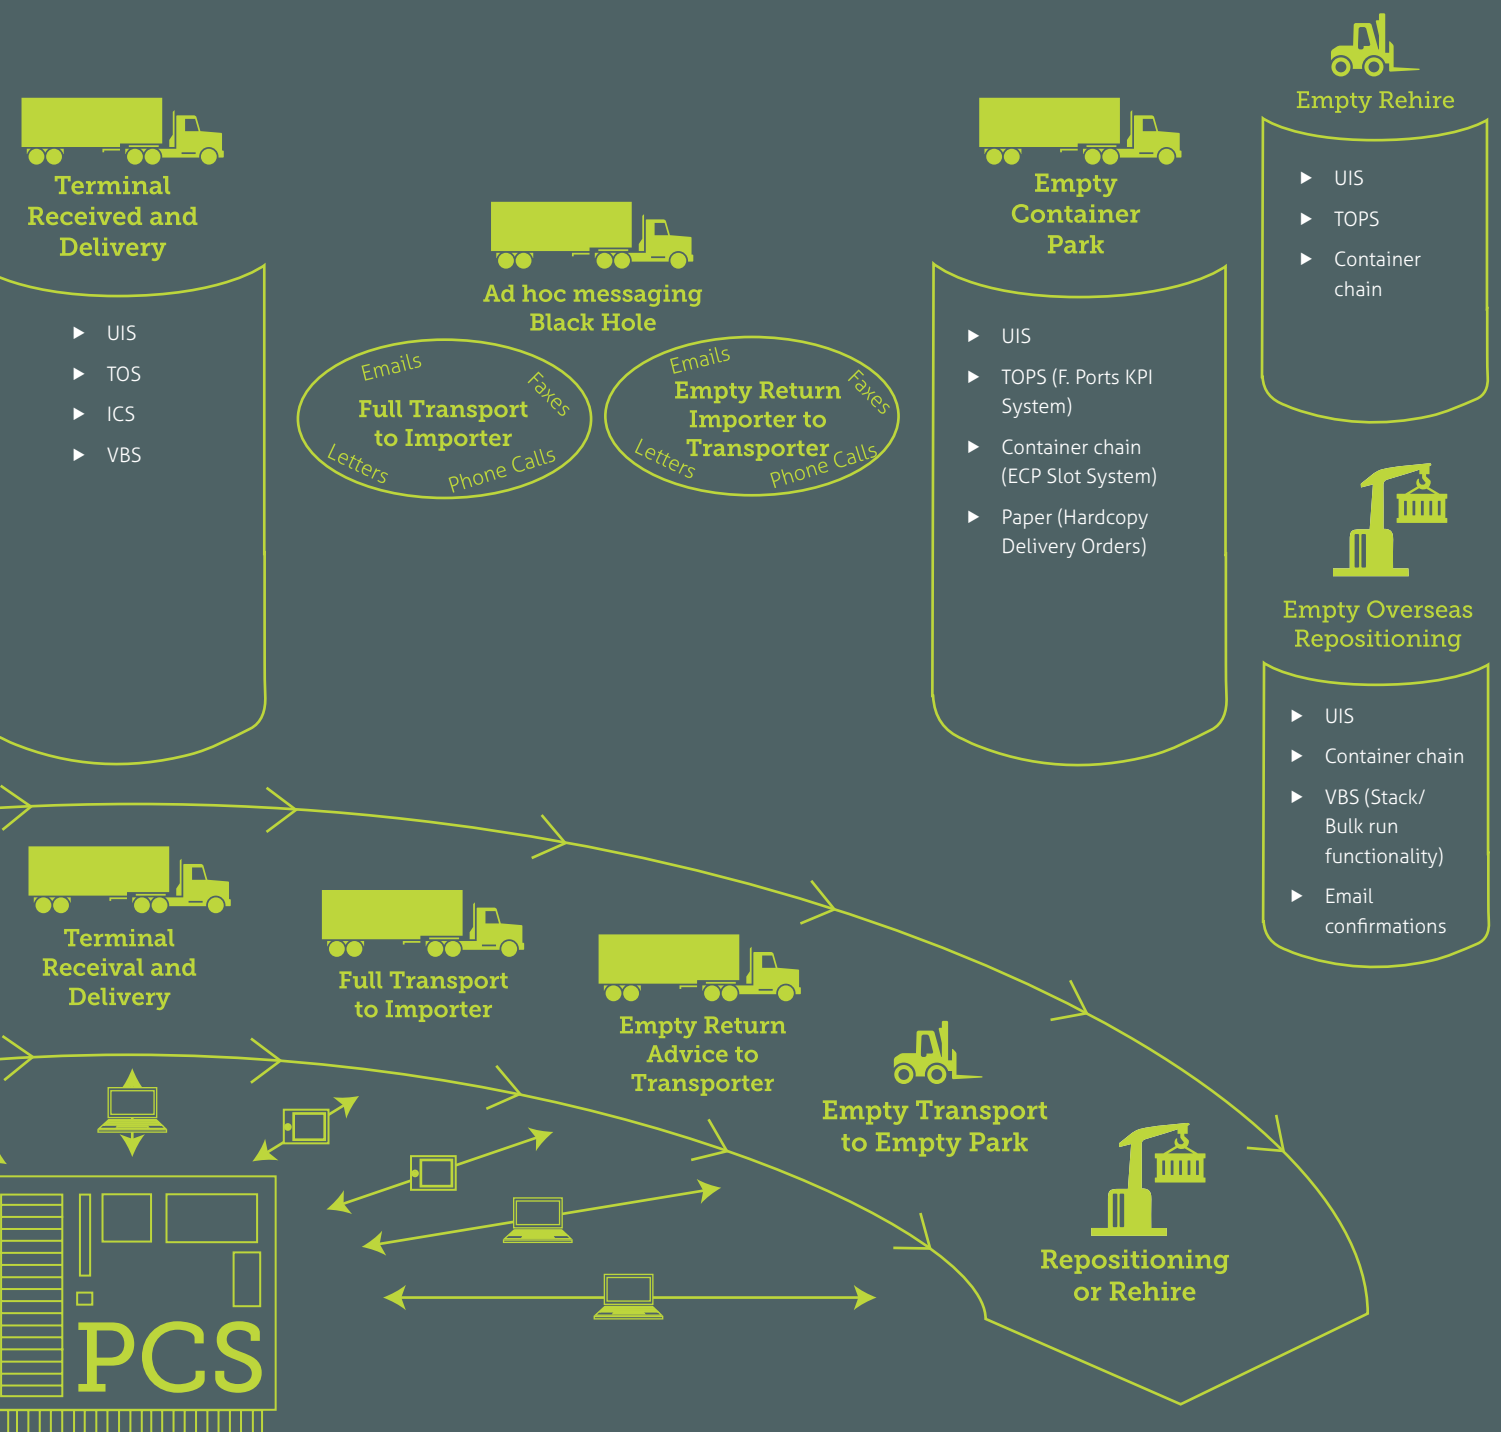 Terminal
Received and
Delivery
UIS
TOS
ICS
VBS
Ad hoc messaging
Black Hole
Emails
Faxes
Full Transport
to Importer
Letters
Phone Calls
Emails
Faxes
Empty Return
Importer to
Transporter
Letters
Phone Calls
Empty
Container
Park
UIS
TOPS (F. Ports KPI
System)
Container chain
(ECP Slot System)
Paper (Hardcopy
Delivery Orders)
Empty Rehire
UIS
TOPS
Container
chain
Empty Overseas
Repositioning
UIS
Container chain
VBS (Stack/
Bulk run
functionality)
Email
confirmations
Terminal
Receival and
Delivery
Full Transport
to Importer
Empty Return
Advice to
Transporter
Empty Transport
to Empty Park
Repositioning
or Rehire
PCS